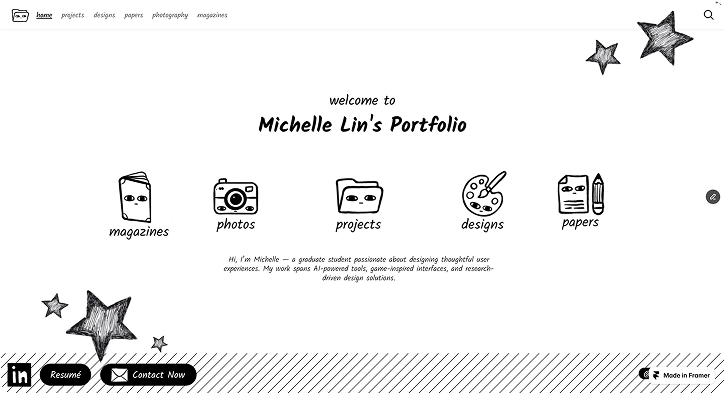 home projects designs papers photography magazines
welcome to
Michelle Lin's Portfolio
magazines
photos
projects
designs
papers
Hi, I'm Michelle — a graduate student passionate about designing thoughtful user
experiences. My work spans AI-powered tools, game-inspired interfaces, and research-
driven design solutions.
in
Resumé
Contact Now
Made in Framer